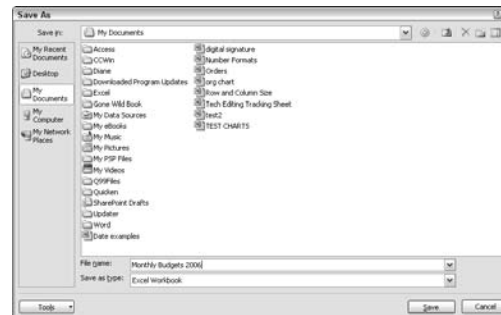 Save As
Save in:
My Documents
My Recent Documents
Desktop
My Documents
My Computer
My Network Places
Access
CCWin
Diane
Downloaded Program Updates
Excel
Gone Wild Book
My Data Sources
My eBooks
My Music
My Pictures
My PSP Files
My Videos
Q99Files
Quicken
SharePoint Drafts
Updater
Word
Date examples
digital signature
Number Formats
Orders
org chart
Row and Column Size
Tech Editing Tracking Sheet
test2
TEST CHARTS
File name:
Monthly Budgets 2006
Save as type:
Excel Workbook
Tools
Save
Cancel